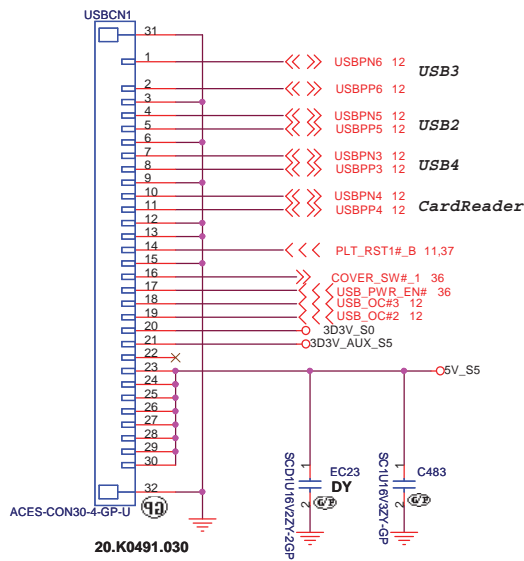 USBCN1
31
1 USBPN6 12
USB3
2 USBPP6 12
3
4 USBPN5 12
USB2
5 USBPP5 12
6
7 USBPN3 12
USB4
8 USBPP3 12
9
10 USBPN4 12
CardReader
11 USBPP4 12
12
13
14 PLT_RST1#_B 11,37
15
16 COVER_SW#_1 36
17 USB_PWR_EN# 36
18 USB_OC#3 12
19 USB_OC#2 12
20 3D3V_S0
21 3D3V_AUX_S5
22
23 5V_S5
24
25
26
27
28
29
30
32
ACES-CON30-4-GP-U
20.K0491.030
SCD1U16V2ZY-2GP
1
EC23
DY
2
G/P
SC1U16V3ZY-GP
1
C483
2
G/P